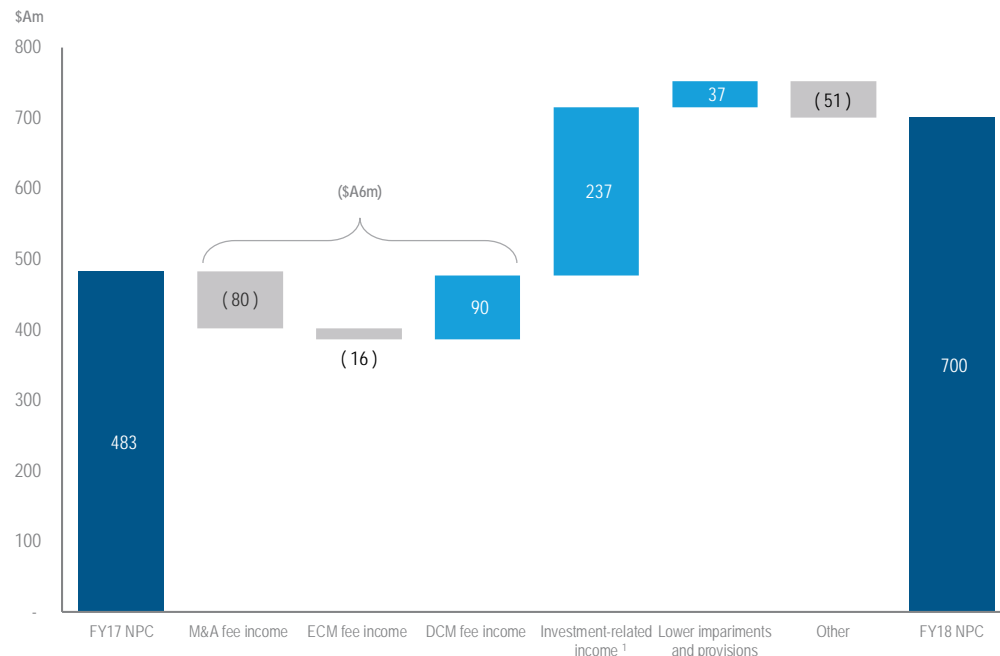 $Am
800
700
600
500
400
300
200
100
-
($A6m)
483
( 80 )
( 16 )
90
237
37
( 51 )
700
FY17 NPC
M&A fee income
ECM fee income
DCM fee income
Investment-related
income 1
Lower impariments
and provisions
Other
FY18 NPC